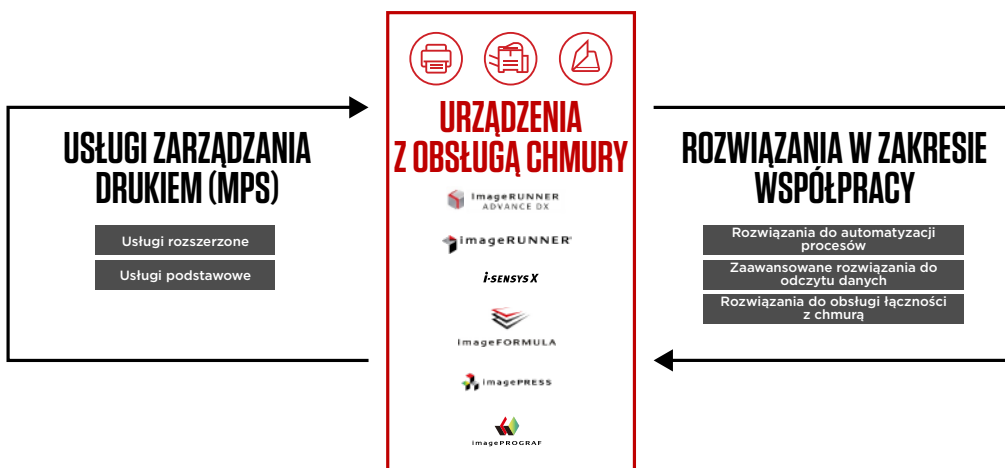 USŁUGI ZARZĄDZANIA
DRUKIEM (MPS)
Usługi rozszerzone
Usługi podstawowe
URZĄDZENIA
Z OBSŁUGĄ CHMURY
imageRUNNER
ADVANCE DX
imageRUNNER®
i-SENSYS X
imageFORMULA
imagePRESS
imagePROGRAF
ROZWIĄZANIA W ZAKRESIE
WSPÓŁPRACY
Rozwiązania do automatyzacji
procesów
Zaawansowane rozwiązania do
odczytu danych
Rozwiązania do obsługi łączności
z chmurą